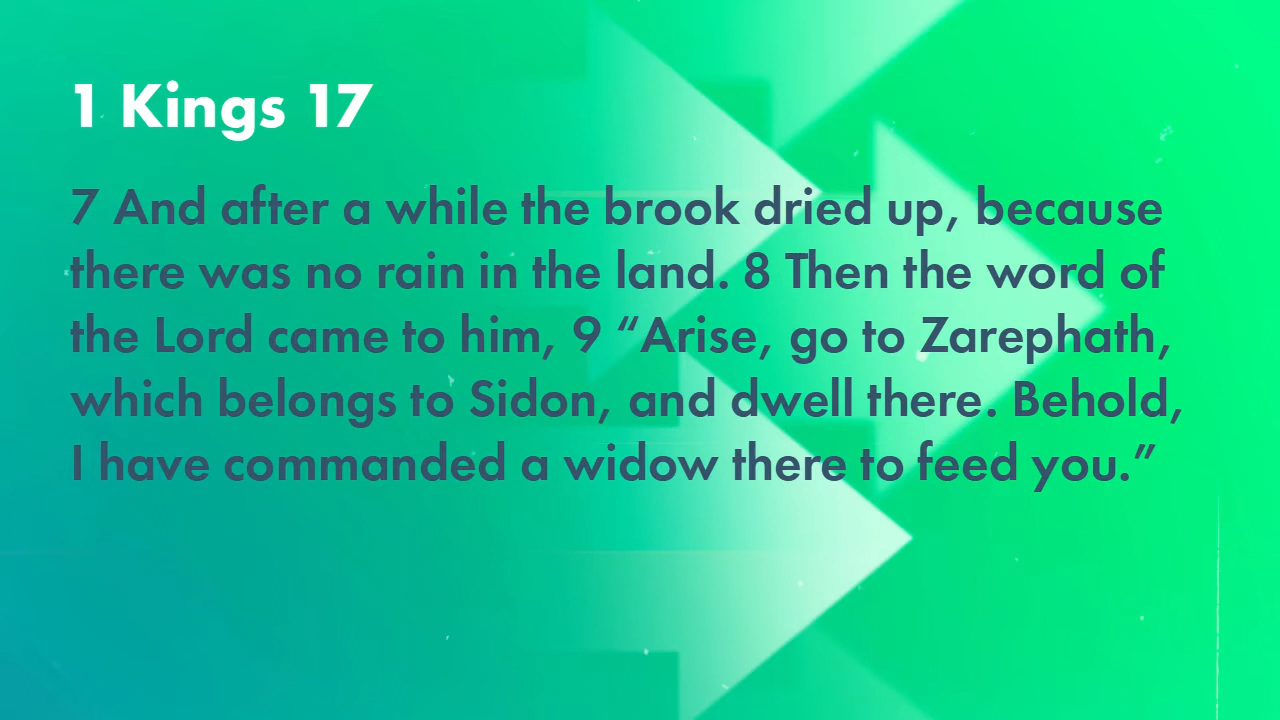 1 Kings 17
7 And after a while the brook dried up, because
there was no rain in the land. 8 Then the word of
the Lord came to him, 9 “Arise, go to Zarephath,
which belongs to Sidon, and dwell there. Behold,
I have commanded a widow there to feed you.”